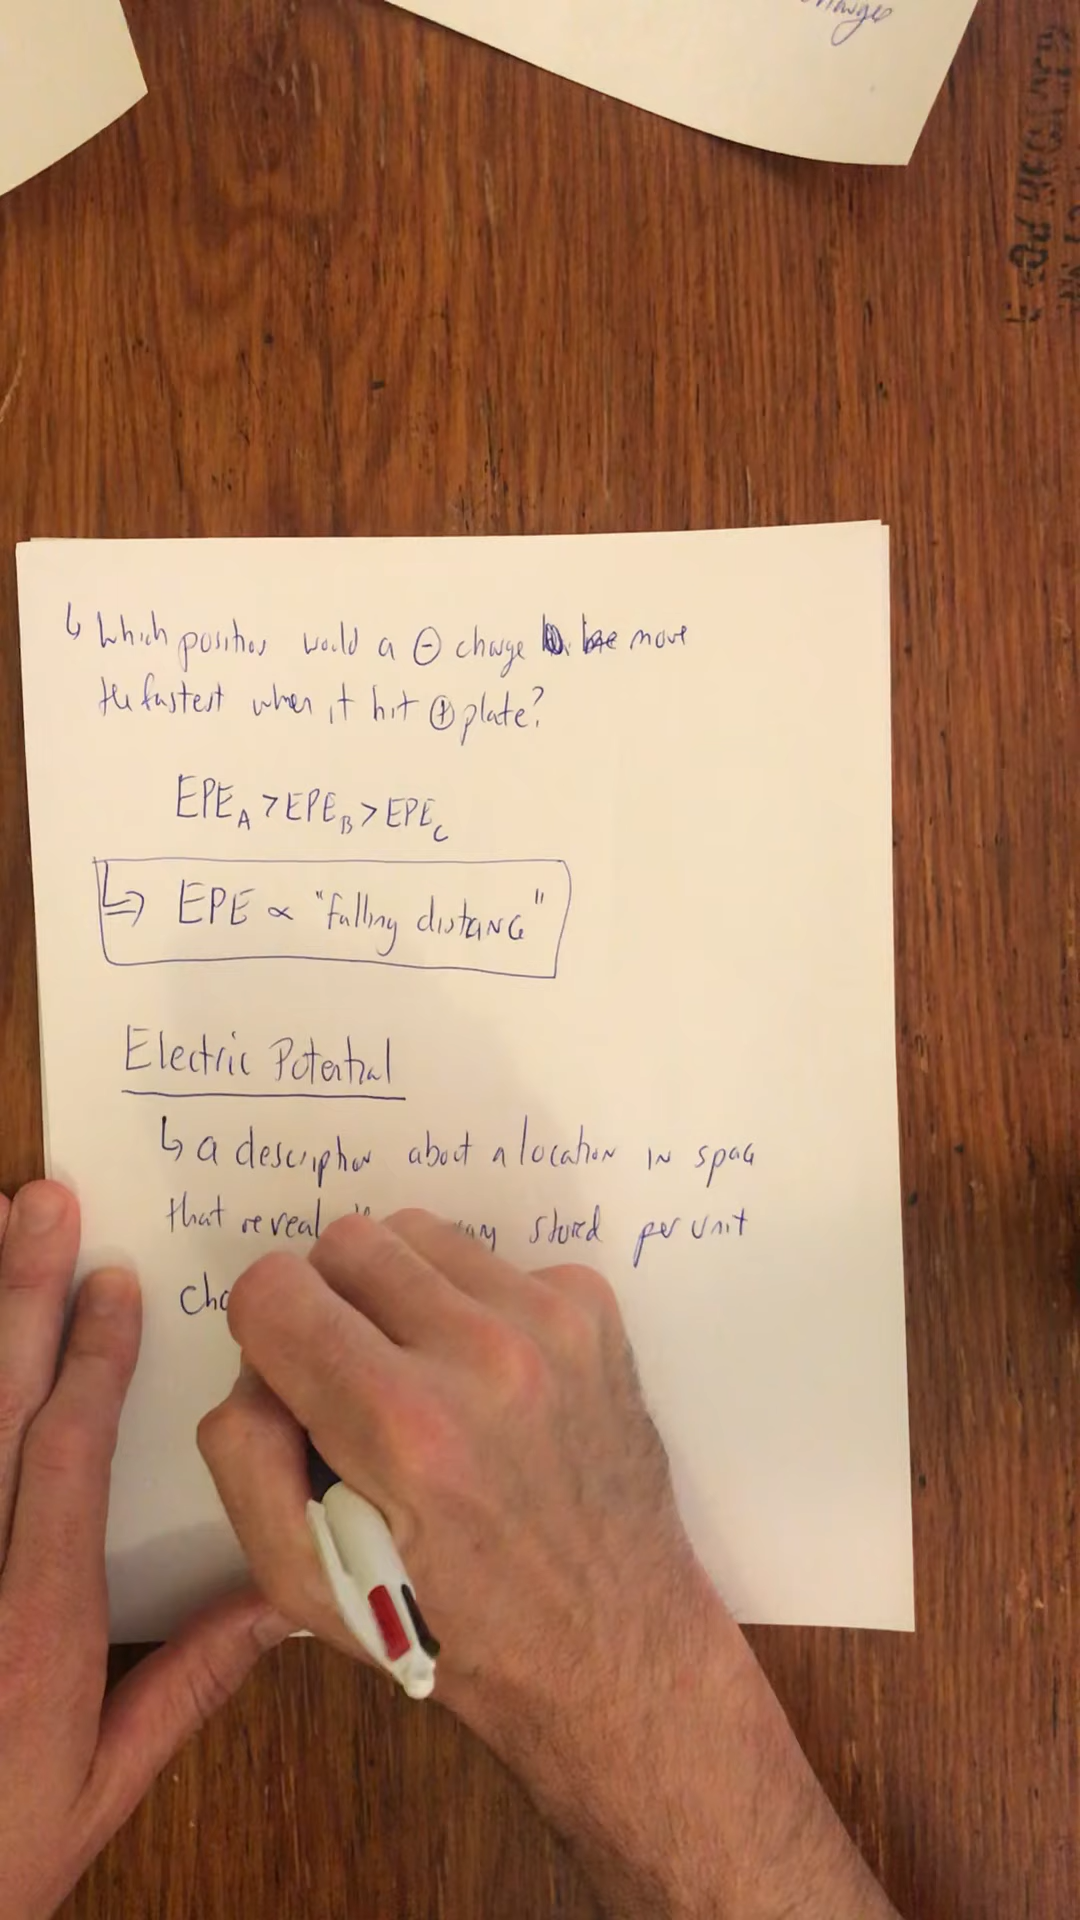 charge
↳ Which position would a ⊖ charge be move
the fastest when it hit ⊕ plate?
EPE_A > EPE_B > EPE_C
↳ EPE ∝ "falling distance"
Electric Potential
↳ a description about a location in space
that reveal stored per unit